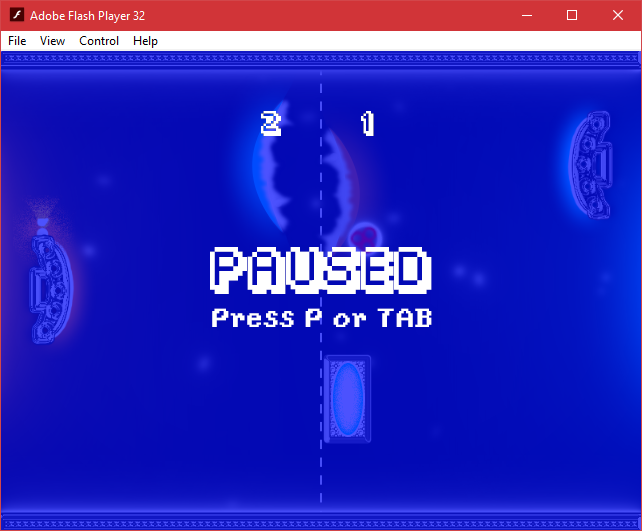 Adobe Flash Player 32
File View Control Help
2 1
PAUSED
Press P or TAB